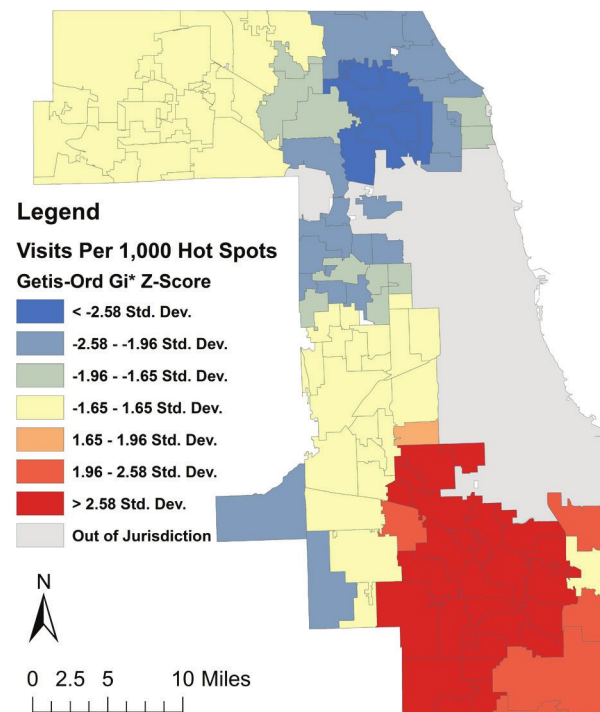 Legend
Visits Per 1,000 Hot Spots
Getis-Ord Gi* Z-Score
< -2.58 Std. Dev.
-2.58 - -1.96 Std. Dev.
-1.96 - -1.65 Std. Dev.
-1.65 - 1.65 Std. Dev.
1.65 - 1.96 Std. Dev.
1.96 - 2.58 Std. Dev.
> 2.58 Std. Dev.
Out of Jurisdiction
N
0 2.5 5 10 Miles